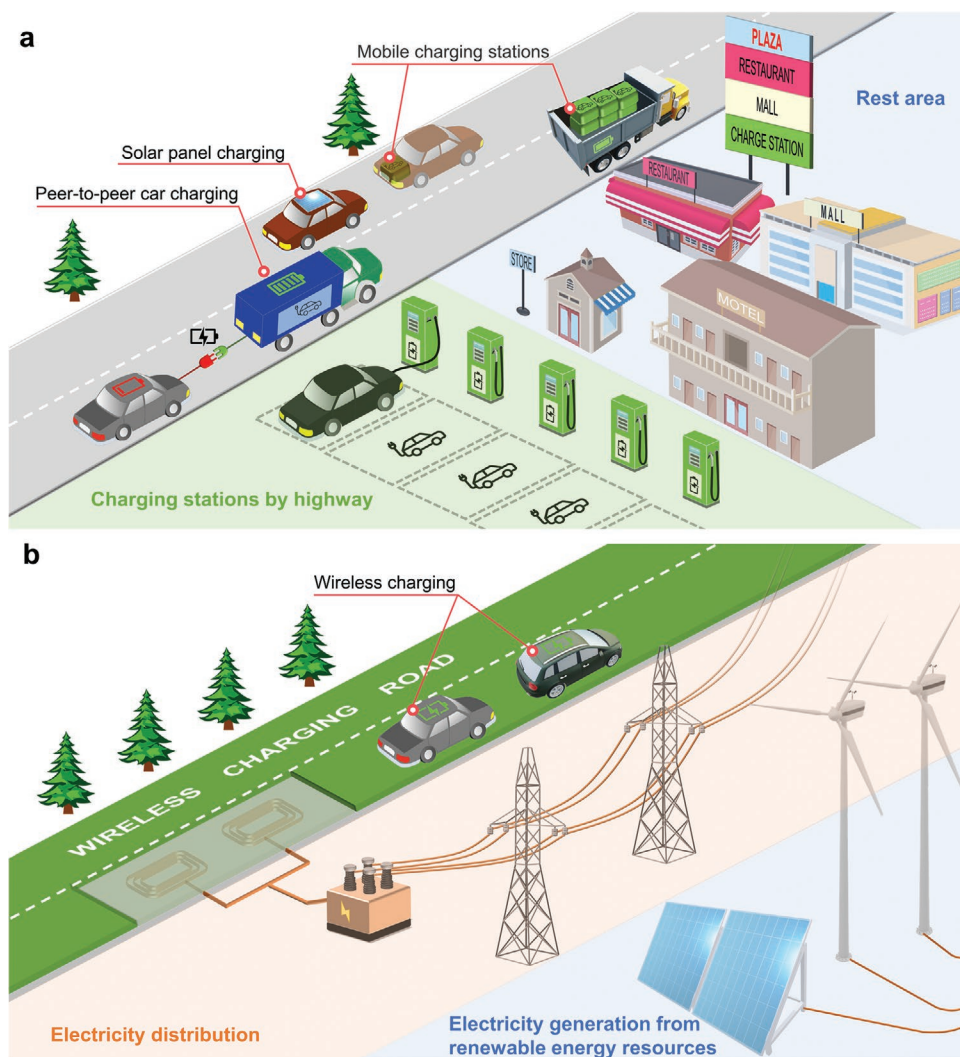 a
Mobile charging stations
Solar panel charging
Peer-to-peer car charging
PLAZA
RESTAURANT
MALL
CHARGE STATION
Rest area
RESTAURANT
MALL
STORE
MOTEL
Charging stations by highway
b
Wireless charging
WIRELESS CHARGING ROAD
Electricity distribution
Electricity generation from
renewable energy resources